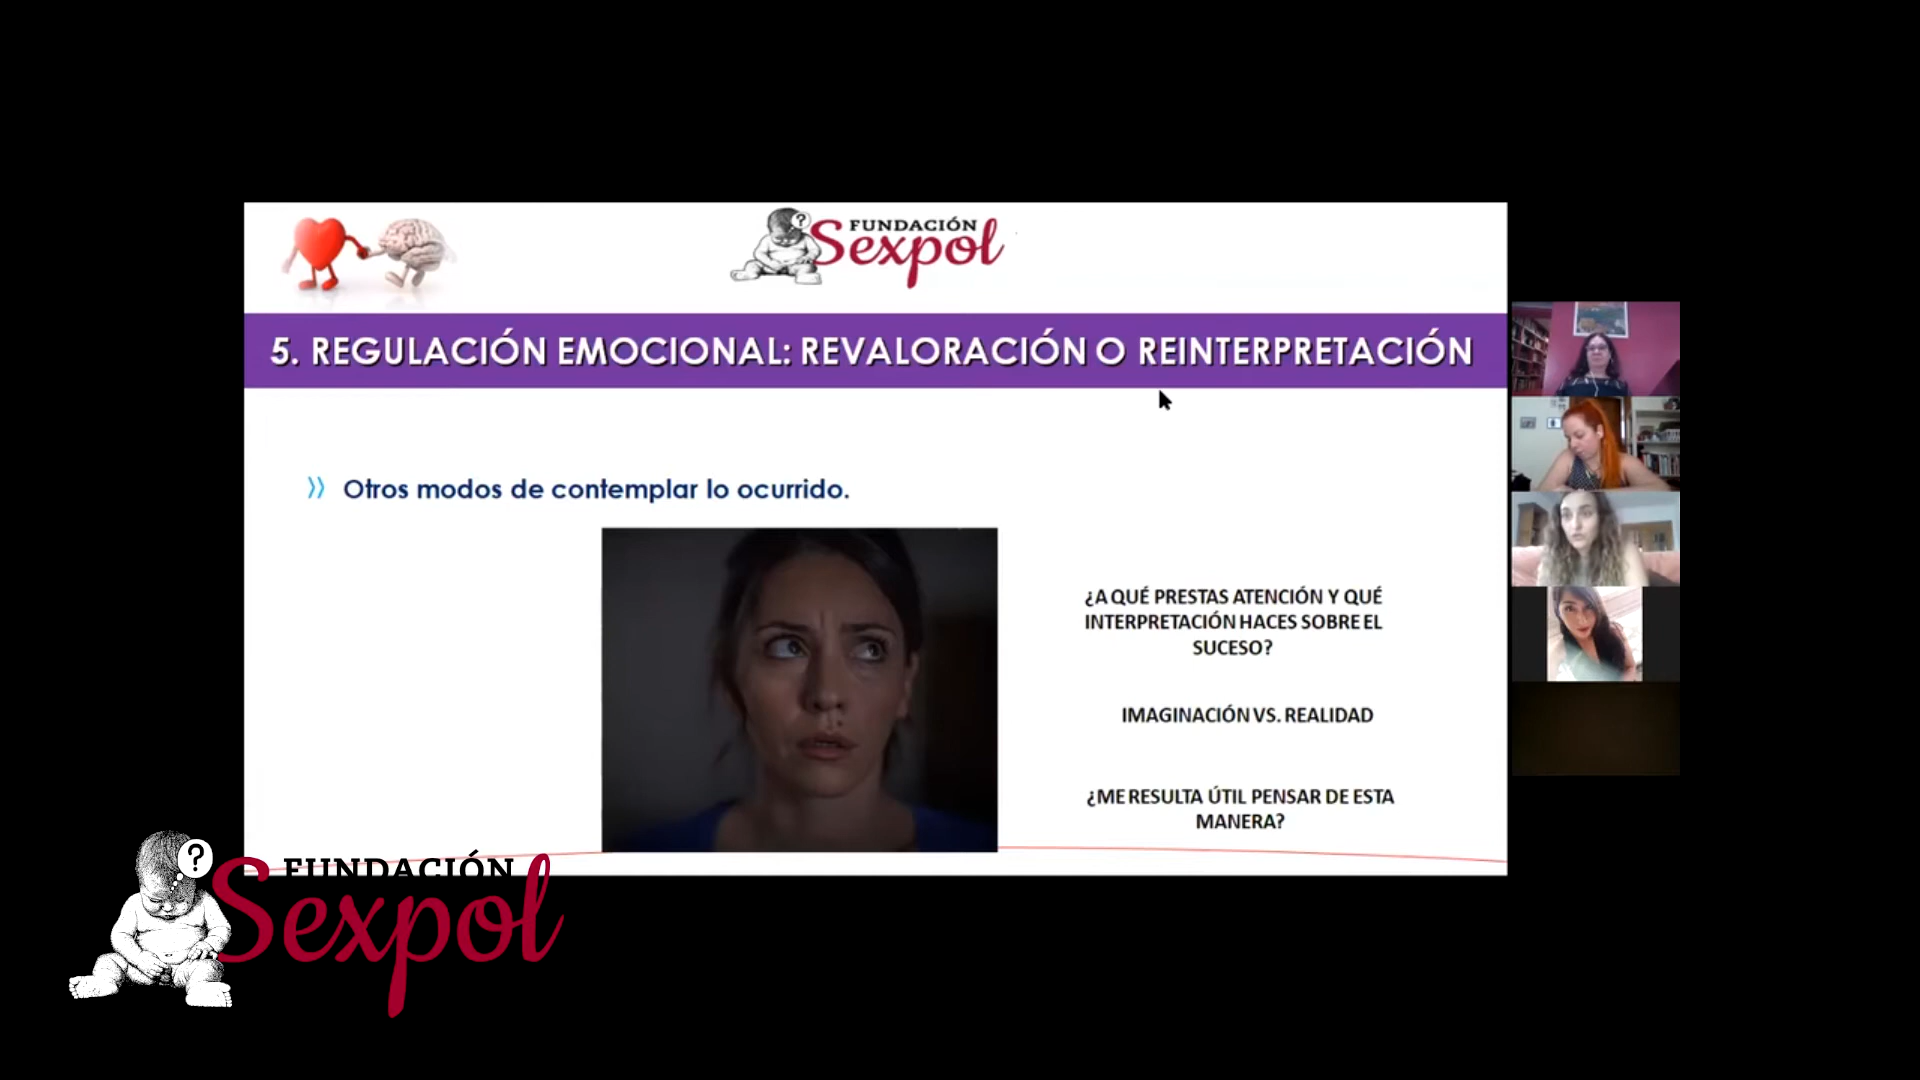 FUNDACIÓN
Sexpol
5. REGULACIÓN EMOCIONAL: REVALORACIÓN O REINTERPRETACIÓN
Otros modos de contemplar lo ocurrido.
¿A QUÉ PRESTAS ATENCIÓN Y QUÉ
INTERPRETACIÓN HACES SOBRE EL
SUCESO?
IMAGINACIÓN VS. REALIDAD
¿ME RESULTA ÚTIL PENSAR DE ESTA
MANERA?
FUNDACIÓN
Sexpol